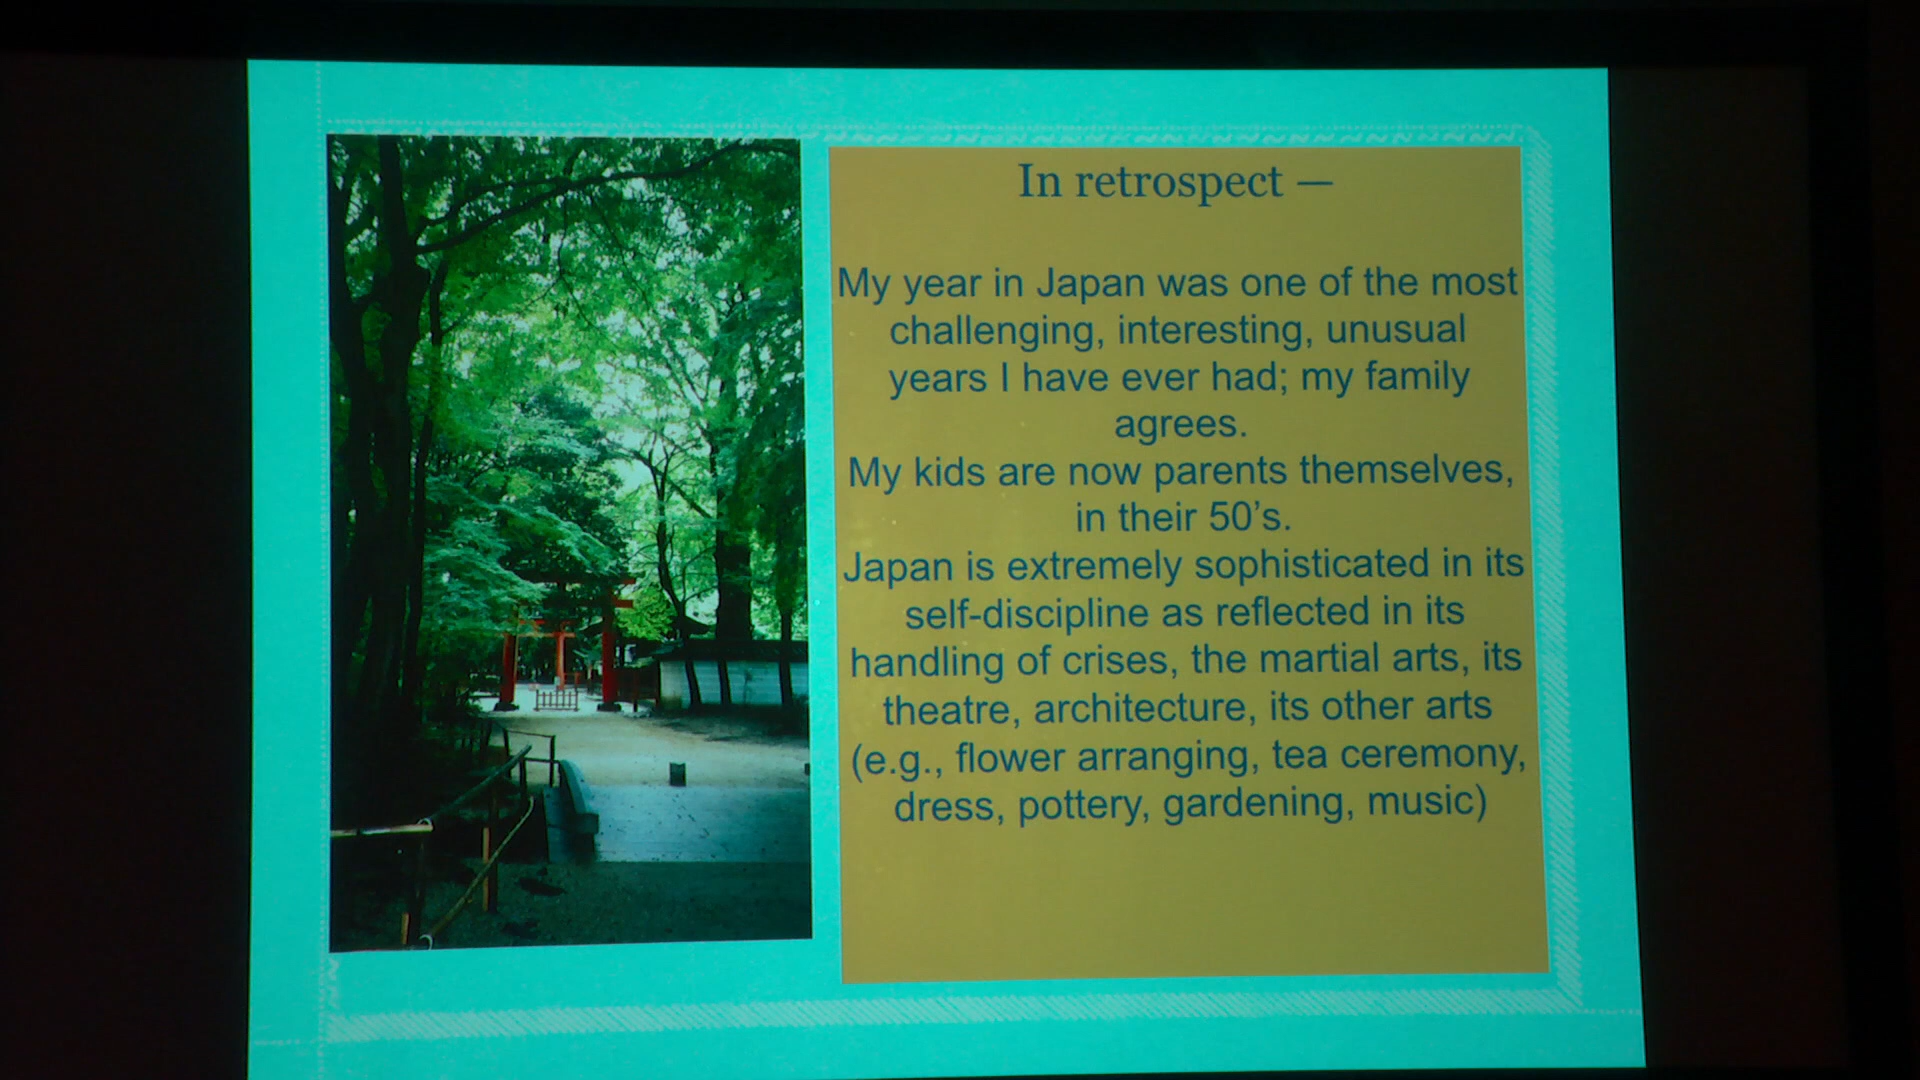 In retrospect —
My year in Japan was one of the most
challenging, interesting, unusual
years I have ever had; my family
agrees.
My kids are now parents themselves,
in their 50’s.
Japan is extremely sophisticated in its
self-discipline as reflected in its
handling of crises, the martial arts, its
theatre, architecture, its other arts
(e.g., flower arranging, tea ceremony,
dress, pottery, gardening, music)